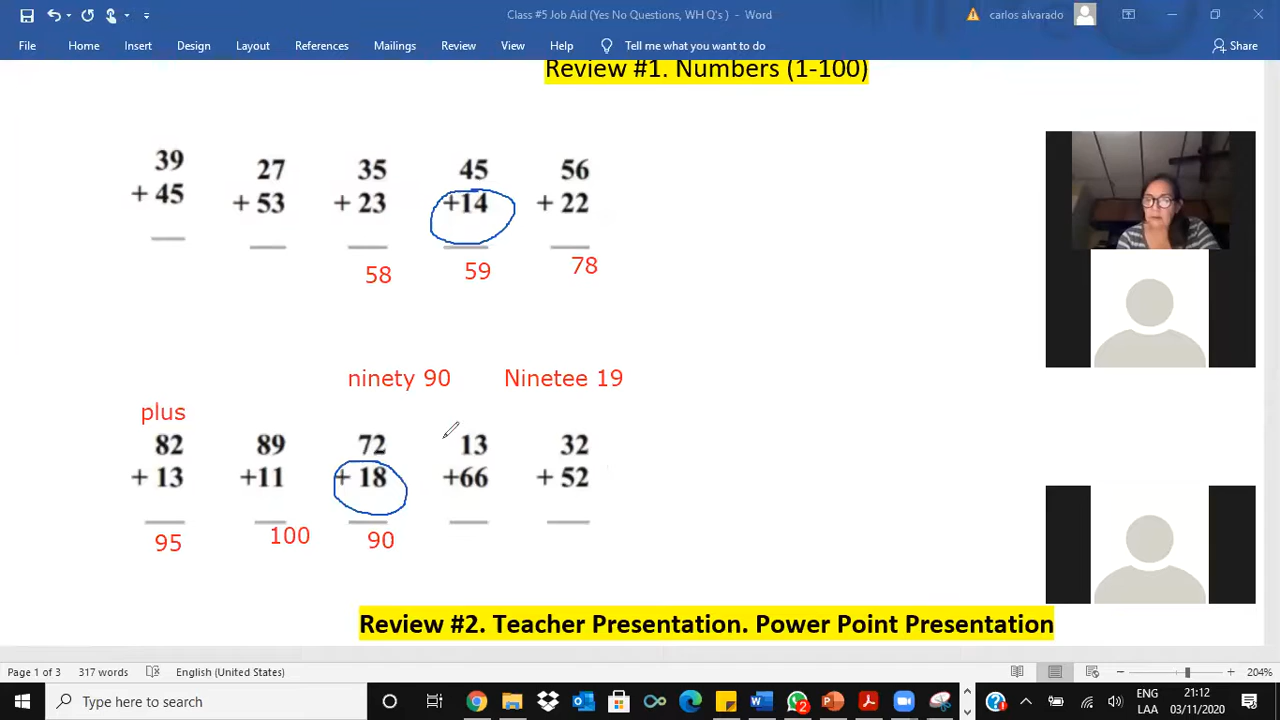 Class #5 Job Aid (Yes No Questions, WH Q's ) - Word
carlos alvarado
File Home Insert Design Layout References Mailings Review View Help Tell me what you want to do Share
Review #1. Numbers (1-100)
39 27 35 45 56
+ 45 + 53 + 23 +14 + 22
58 59 78
ninety 90 Ninetee 19
plus
82 89 72 13 32
+ 13 +11 + 18 +66 + 52
95 100 90
Review #2. Teacher Presentation. Power Point Presentation
Page 1 of 3 317 words English (United States) 204%
Type here to search
2
ENG 21:12
LAA 03/11/2020